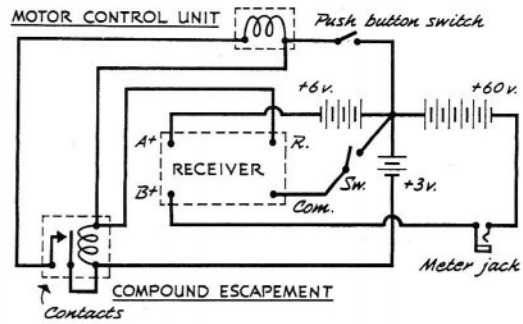 MOTOR CONTROL UNIT
Push button switch
+6v.
+60v.
A+
R.
RECEIVER
B+
Sw.
+3v.
Com.
Meter jack
COMPOUND ESCAPEMENT
Contacts